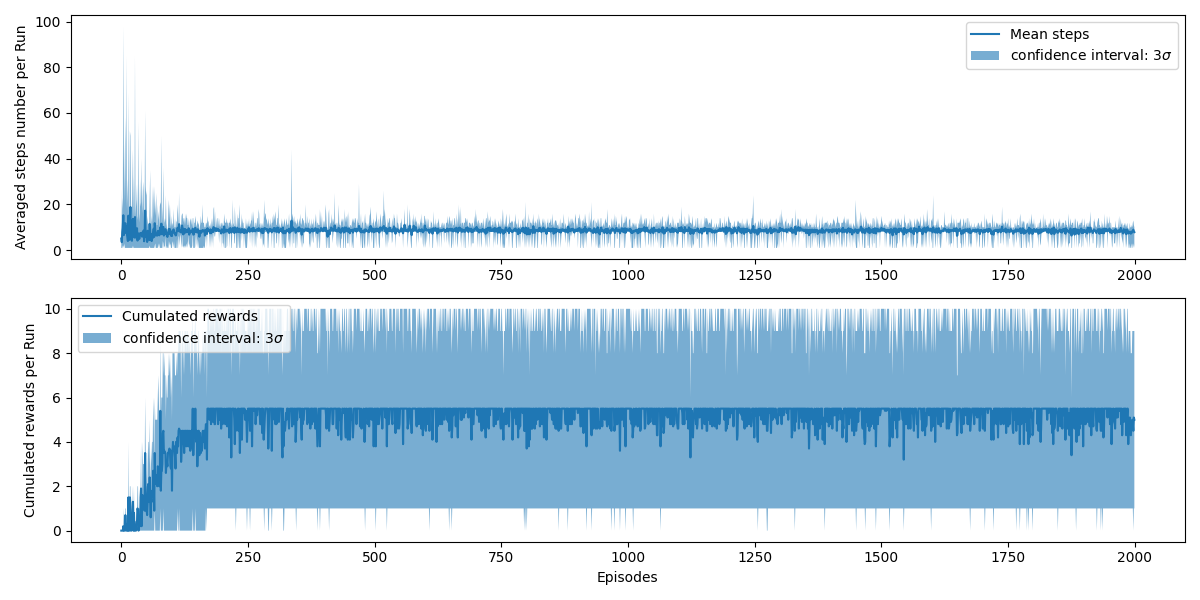 100
80
60
40
20
0
Averaged steps number per Run
Mean steps
confidence interval: 3σ
0 250 500 750 1000 1250 1500 1750 2000
10
8
6
4
2
0
Cumulated rewards per Run
Cumulated rewards
confidence interval: 3σ
0 250 500 750 1000 1250 1500 1750 2000
Episodes